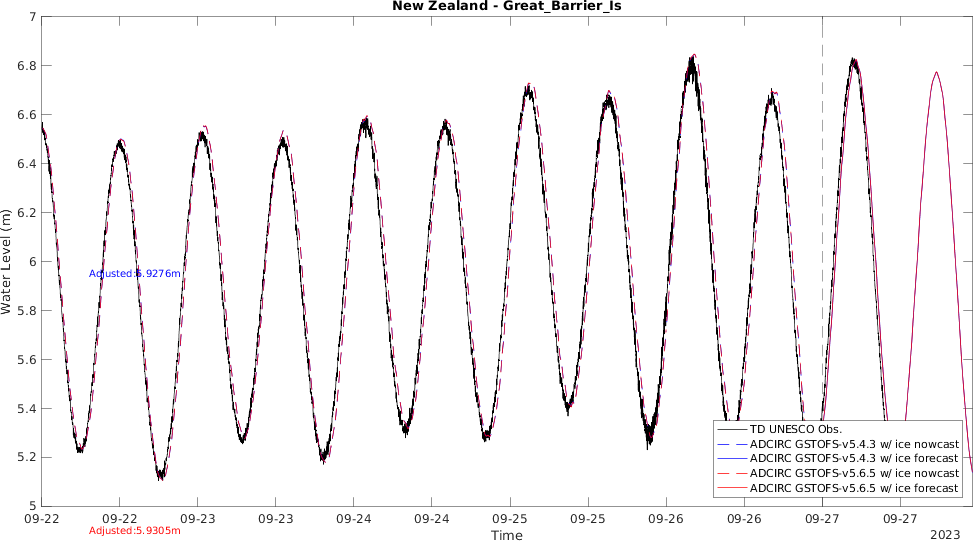 New Zealand - Great_Barrier_Is
7
6.8
6.6
6.4
6.2
6
5.8
5.6
5.4
5.2
5
Water Level (m)
Adjusted:5.9276m
TD UNESCO Obs.
ADCIRC GSTOFS-v5.4.3 w/ ice nowcast
ADCIRC GSTOFS-v5.4.3 w/ ice forecast
ADCIRC GSTOFS-v5.6.5 w/ ice nowcast
ADCIRC GSTOFS-v5.6.5 w/ ice forecast
09-22 09-22 09-23 09-23 09-24 09-24 09-25 09-25 09-26 09-26 09-27 09-27
Adjusted:5.9305m
Time
2023